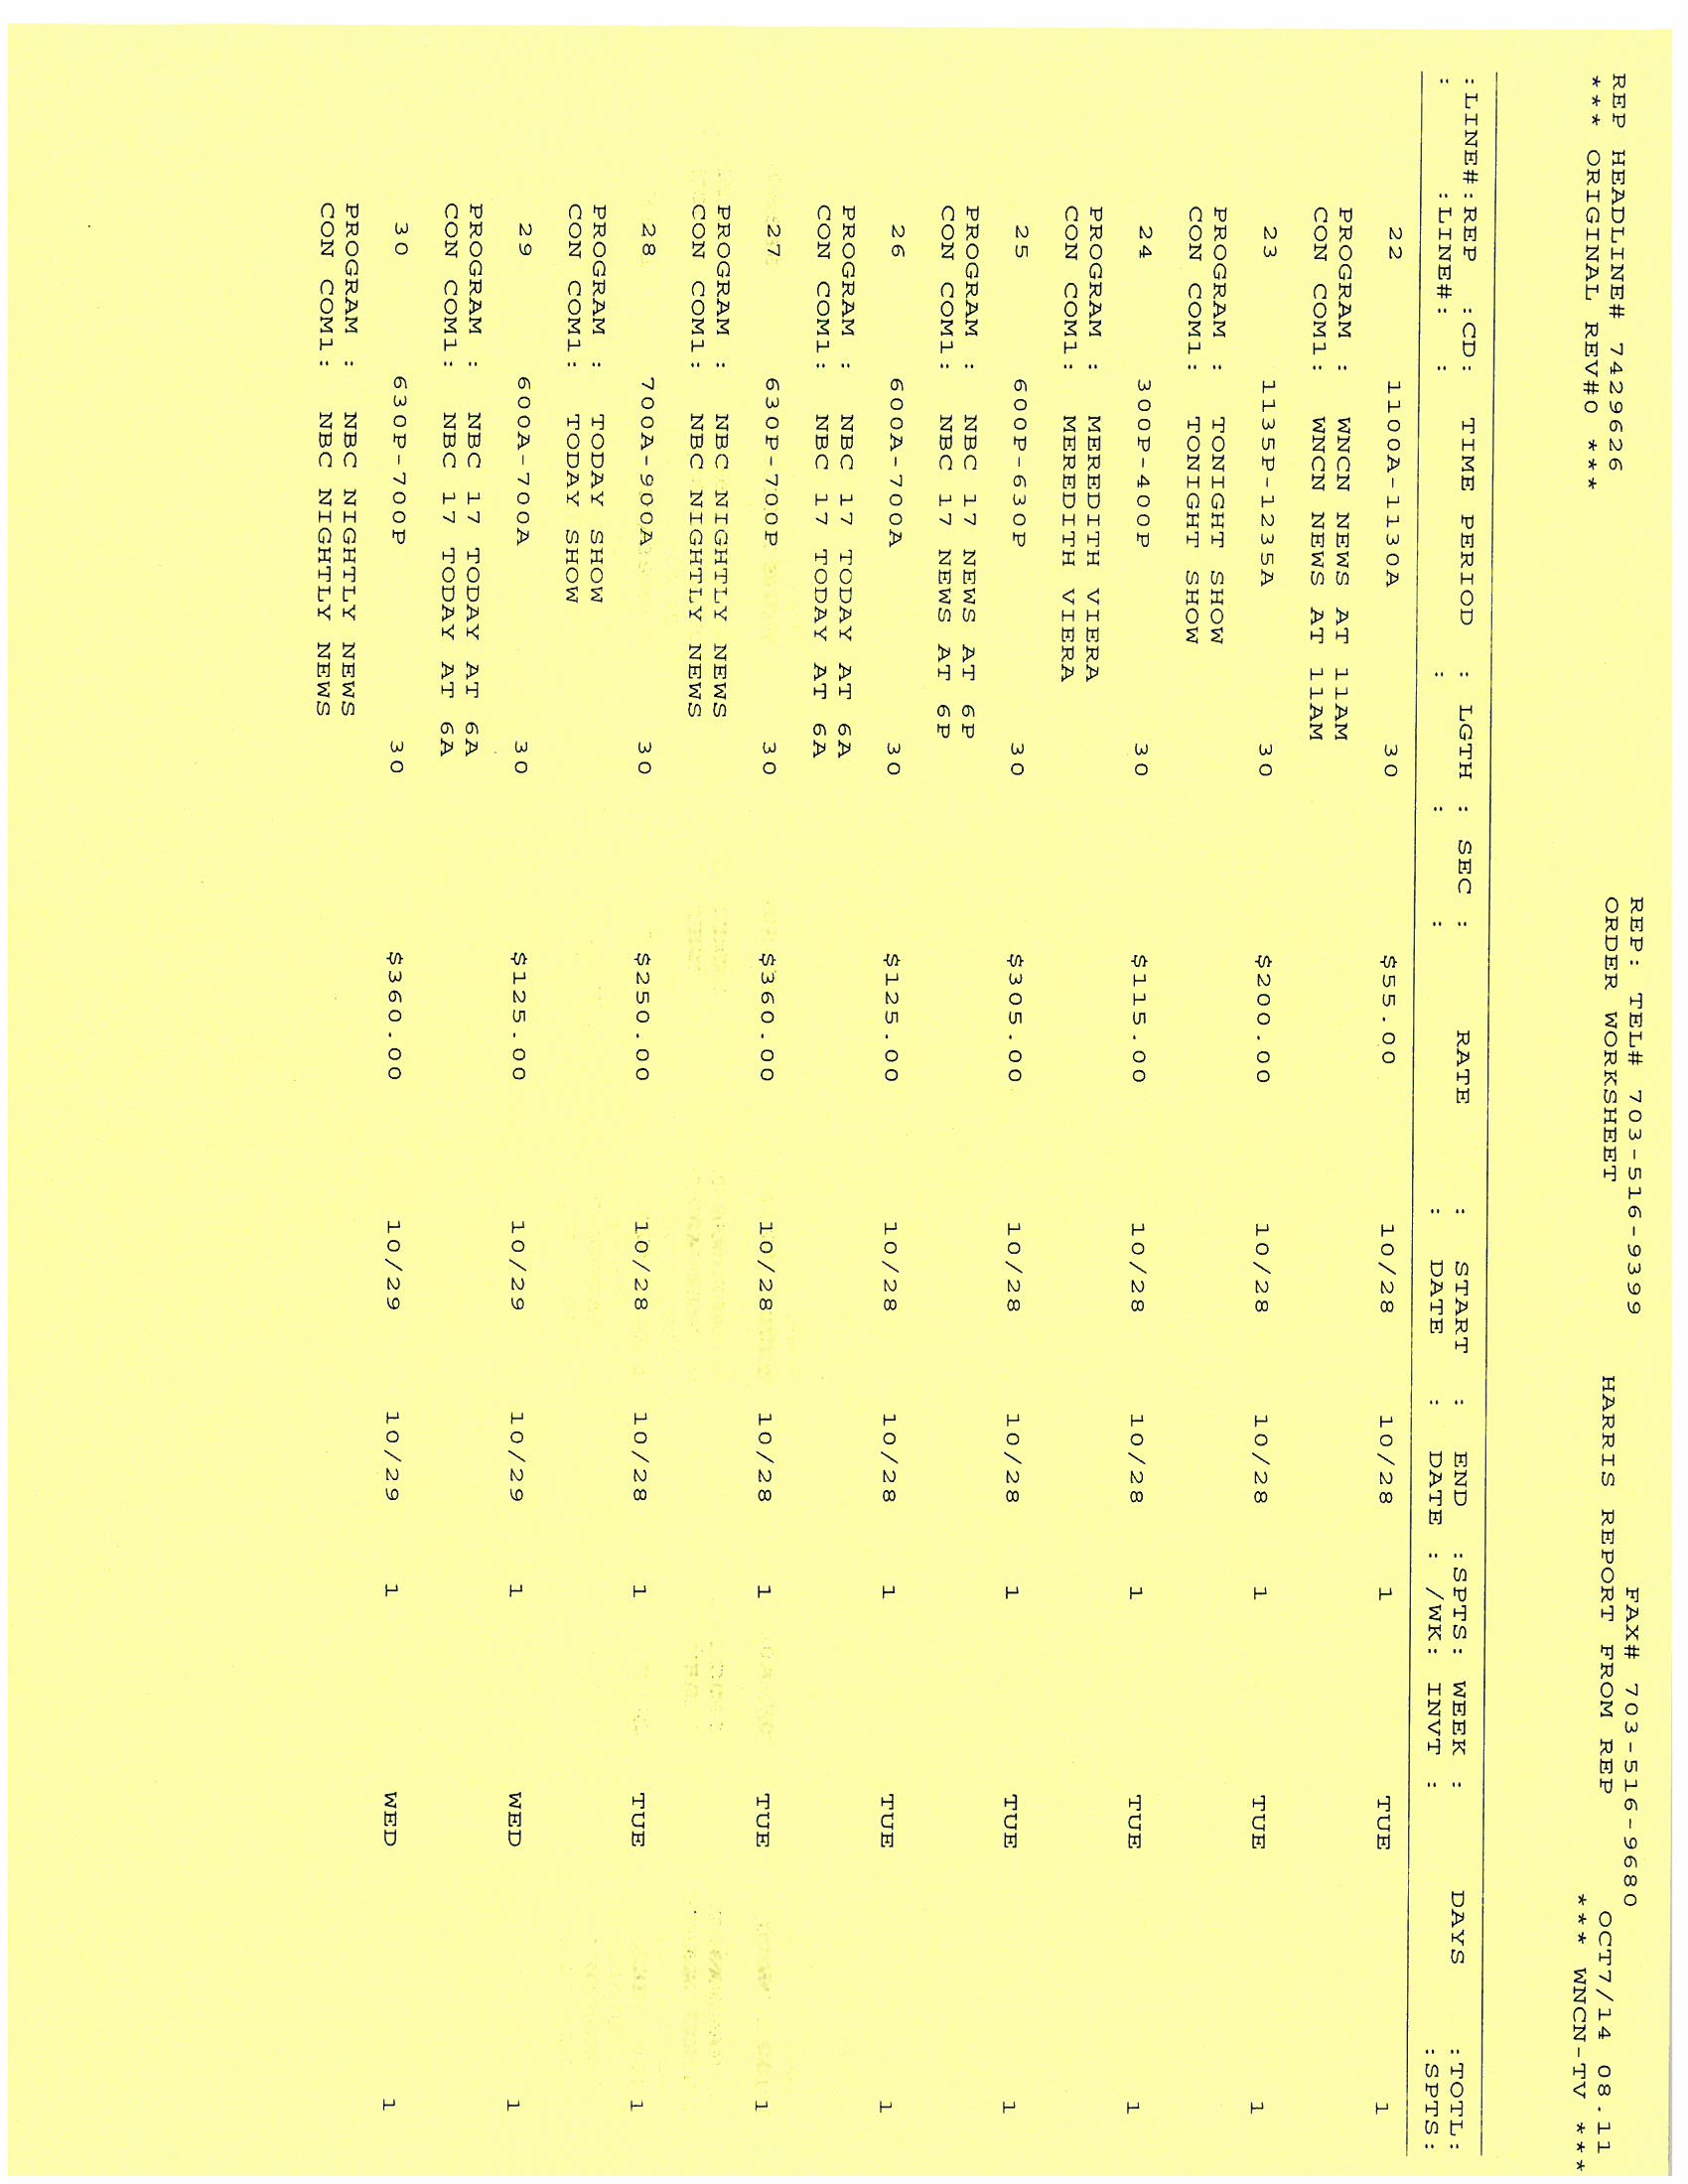 REP: TEL# 703-516-9399 FAX# 703-516-9680
REP HEADLINE# 7429626 ORDER WORKSHEET HARRIS REPORT FROM REP OCT7/14 08.11
*** ORIGINAL REV#0 *** *** WNCN-TV ***
:LINE#:REP :CD: TIME PERIOD : LGTH : SEC : RATE : START : END :SPTS: WEEK : DAYS :TOTL:
: :LINE#: : : : : : DATE : DATE : /WK: INVT : :SPTS:
22 1100A-1130A 30 $55.00 10/28 10/28 1 TUE 1
PROGRAM : WNCN NEWS AT 11AM
CON COM1: WNCN NEWS AT 11AM
23 1135P-1235A 30 $200.00 10/28 10/28 1 TUE 1
PROGRAM : TONIGHT SHOW
CON COM1: TONIGHT SHOW
24 300P-400P 30 $115.00 10/28 10/28 1 TUE 1
PROGRAM : MEREDITH VIERA
CON COM1: MEREDITH VIERA
25 600P-630P 30 $305.00 10/28 10/28 1 TUE 1
PROGRAM : NBC 17 NEWS AT 6P
CON COM1: NBC 17 NEWS AT 6P
26 600A-700A 30 $125.00 10/28 10/28 1 TUE 1
PROGRAM : NBC 17 TODAY AT 6A
CON COM1: NBC 17 TODAY AT 6A
27 630P-700P 30 $360.00 10/28 10/28 1 TUE 1
PROGRAM : NBC NIGHTLY NEWS
CON COM1: NBC NIGHTLY NEWS
28 700A-900A 30 $250.00 10/28 10/28 1 TUE 1
PROGRAM : TODAY SHOW
CON COM1: TODAY SHOW
29 600A-700A 30 $125.00 10/29 10/29 1 WED 1
PROGRAM : NBC 17 TODAY AT 6A
CON COM1: NBC 17 TODAY AT 6A
30 630P-700P 30 $360.00 10/29 10/29 1 WED 1
PROGRAM : NBC NIGHTLY NEWS
CON COM1: NBC NIGHTLY NEWS